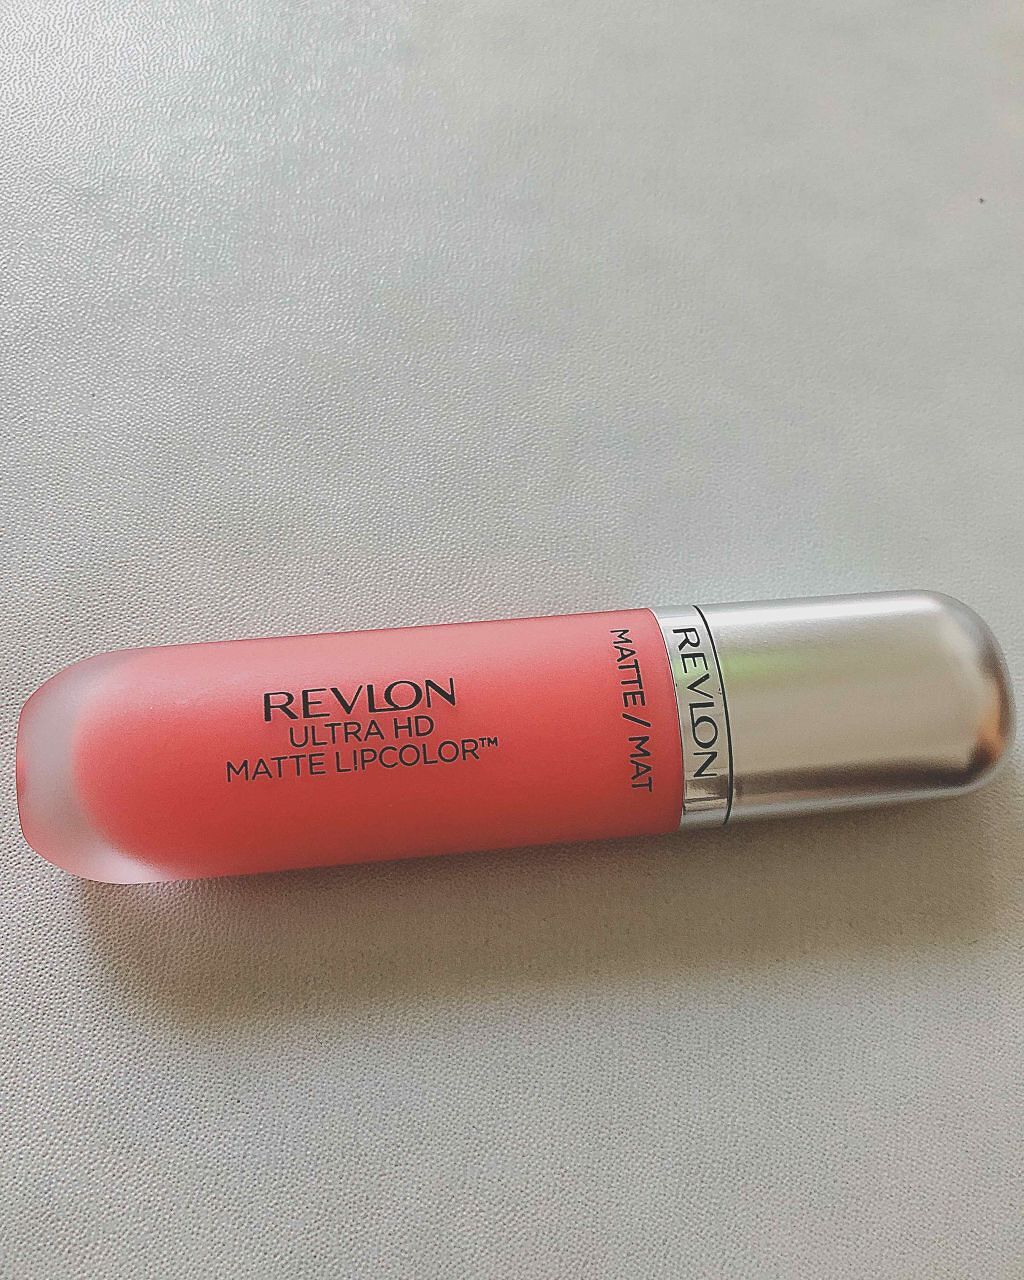 REVLON
ULTRA HD
MATTE LIPCOLOR™
MATTE / MAT
REVLON